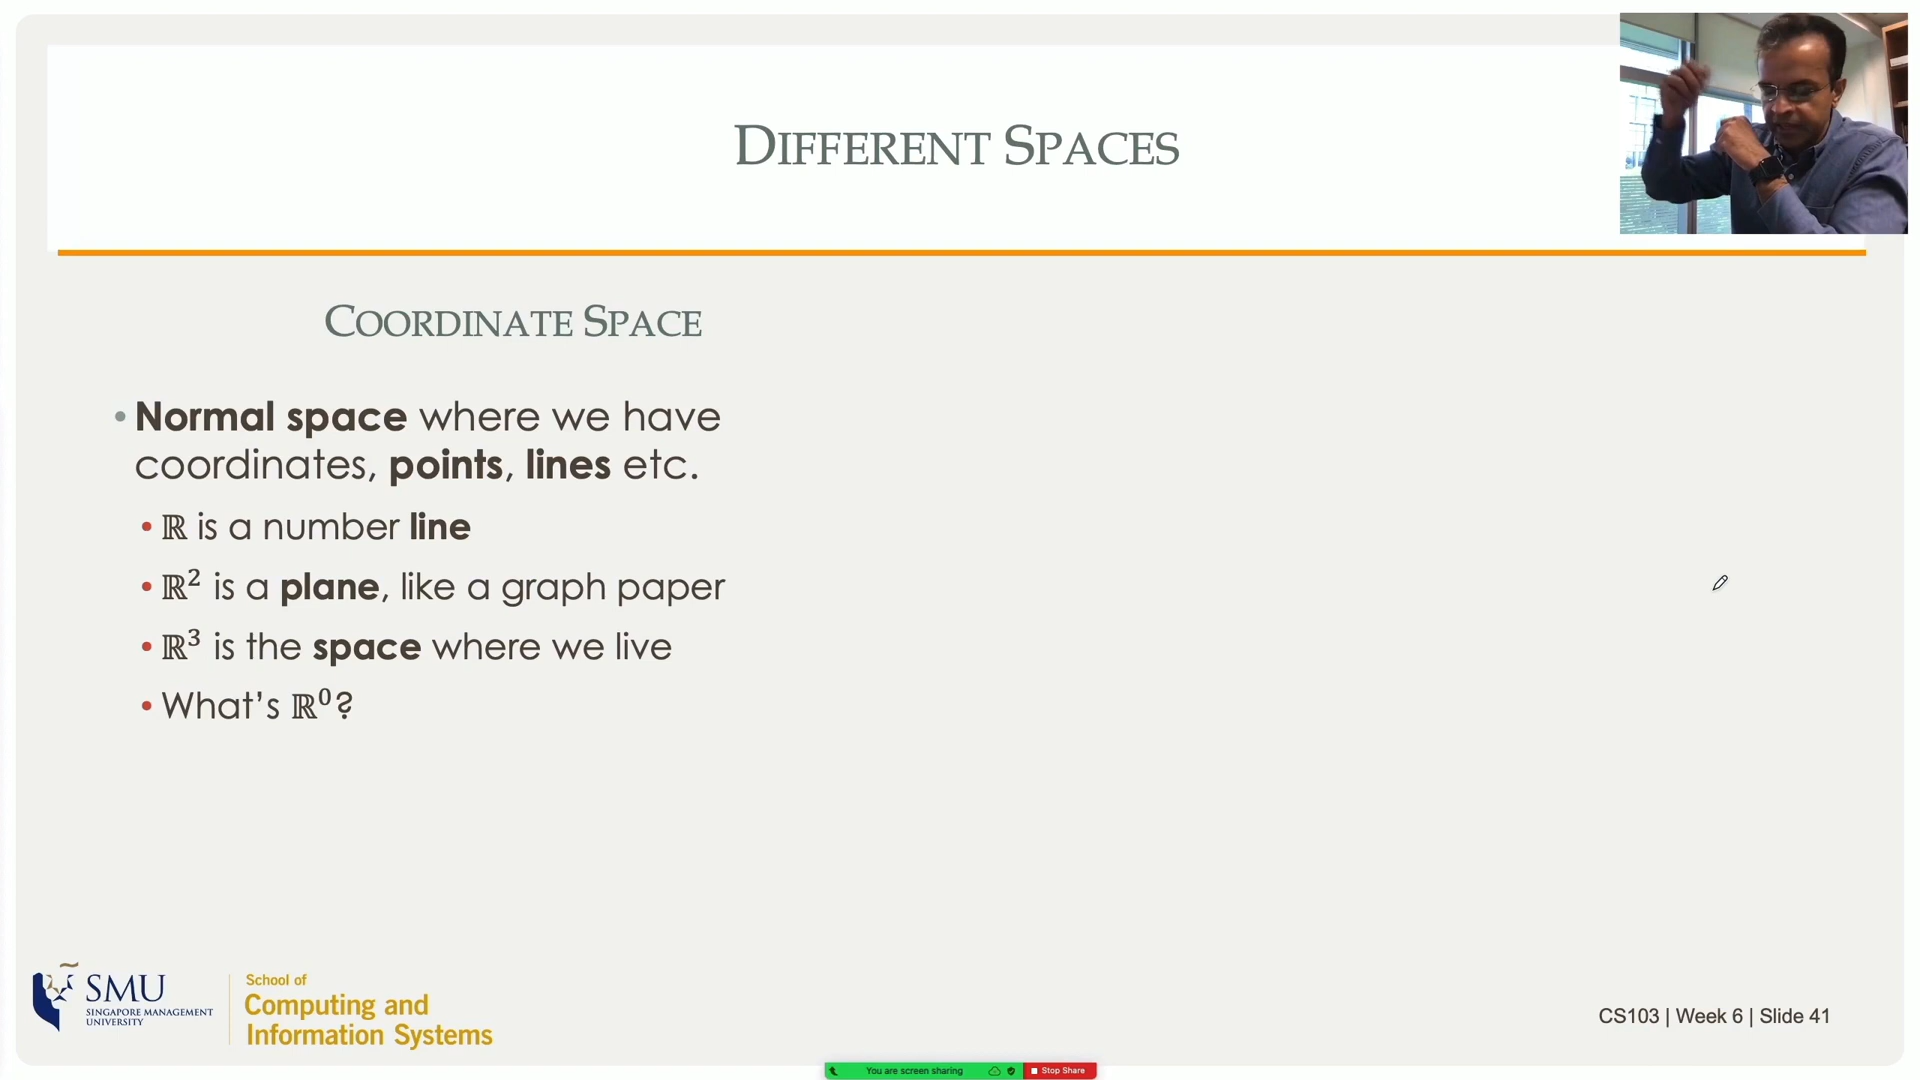 DIFFERENT SPACES
COORDINATE SPACE
• Normal space where we have
coordinates, points, lines etc.
• ℝ is a number line
• ℝ² is a plane, like a graph paper
• ℝ³ is the space where we live
• What's ℝ⁰?
SMU
SINGAPORE MANAGEMENT
UNIVERSITY
School of
Computing and
Information Systems
CS103 | Week 6 | Slide 41
You are screen sharing
Stop Share